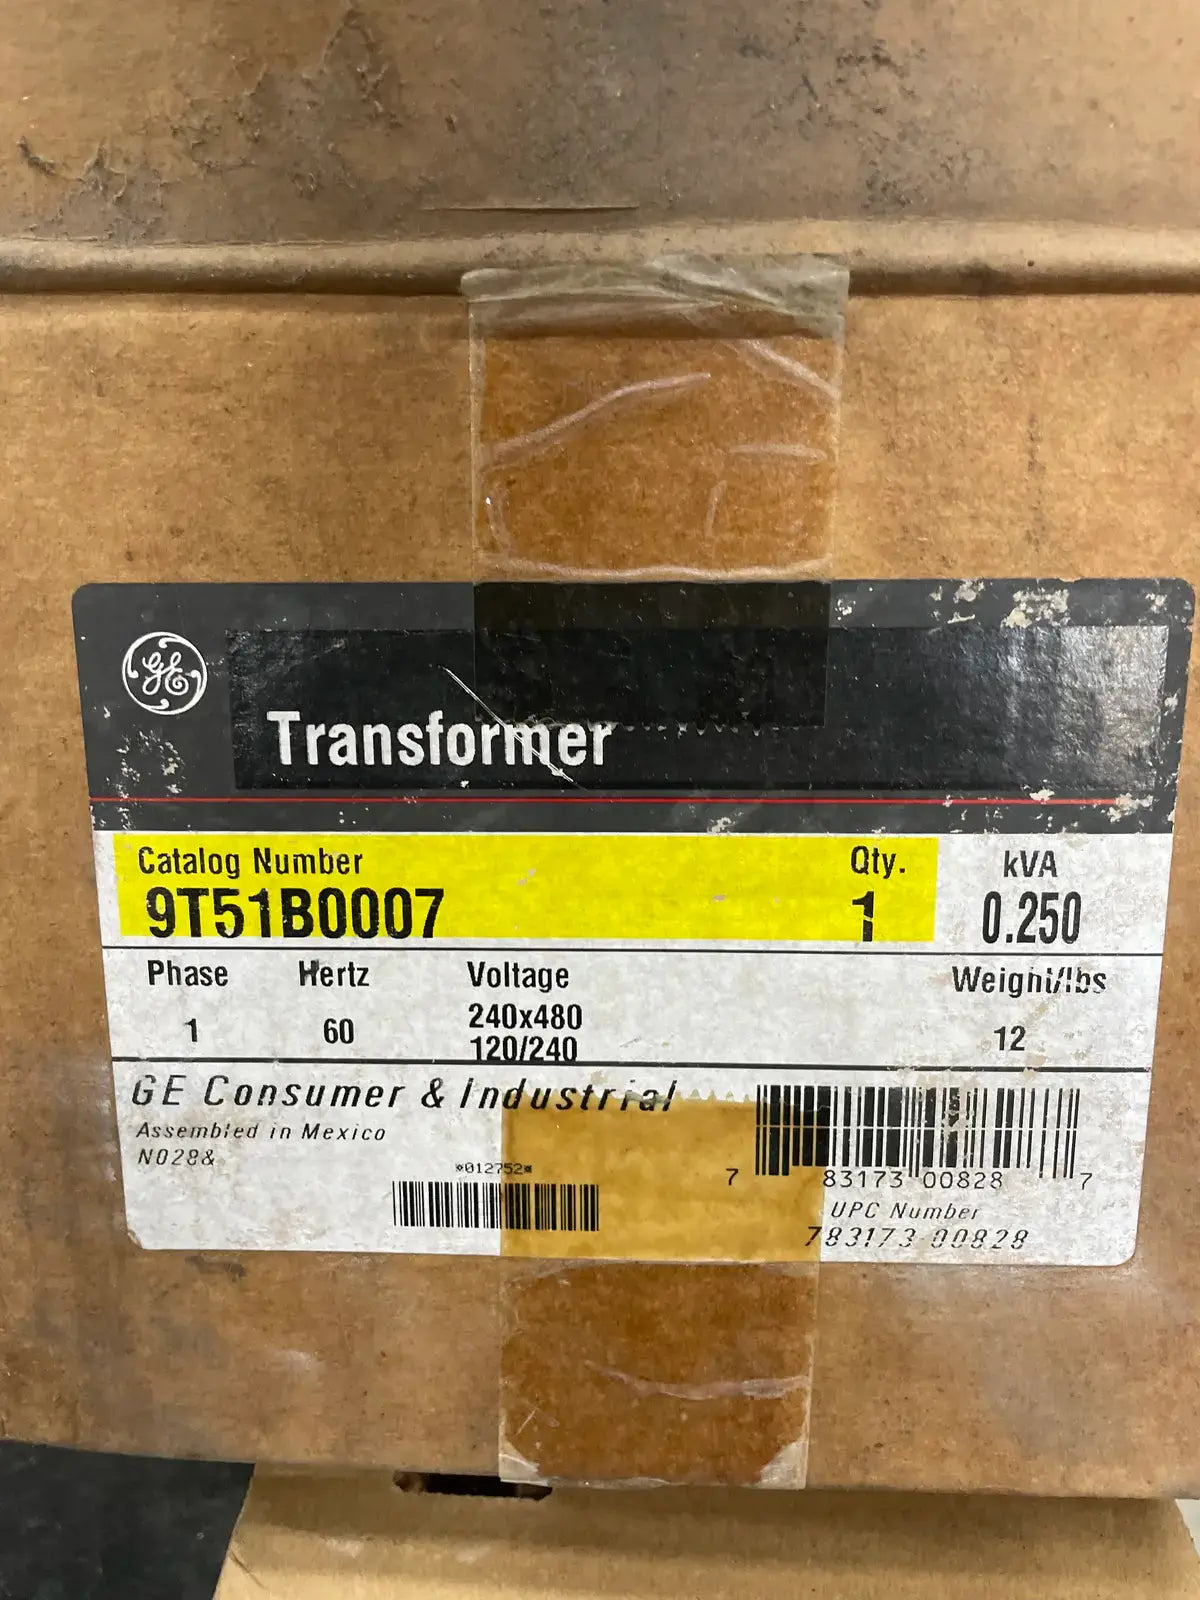 GE
Transformer
Catalog Number Qty. kVA
9T51B0007 1 0.250
Phase Hertz Voltage Weight/lbs
1 60 240x480 12
120/240
GE Consumer & Industrial
Assembled in Mexico
N028&
*012752*
7 83173 00828 7
UPC Number
783173 00828